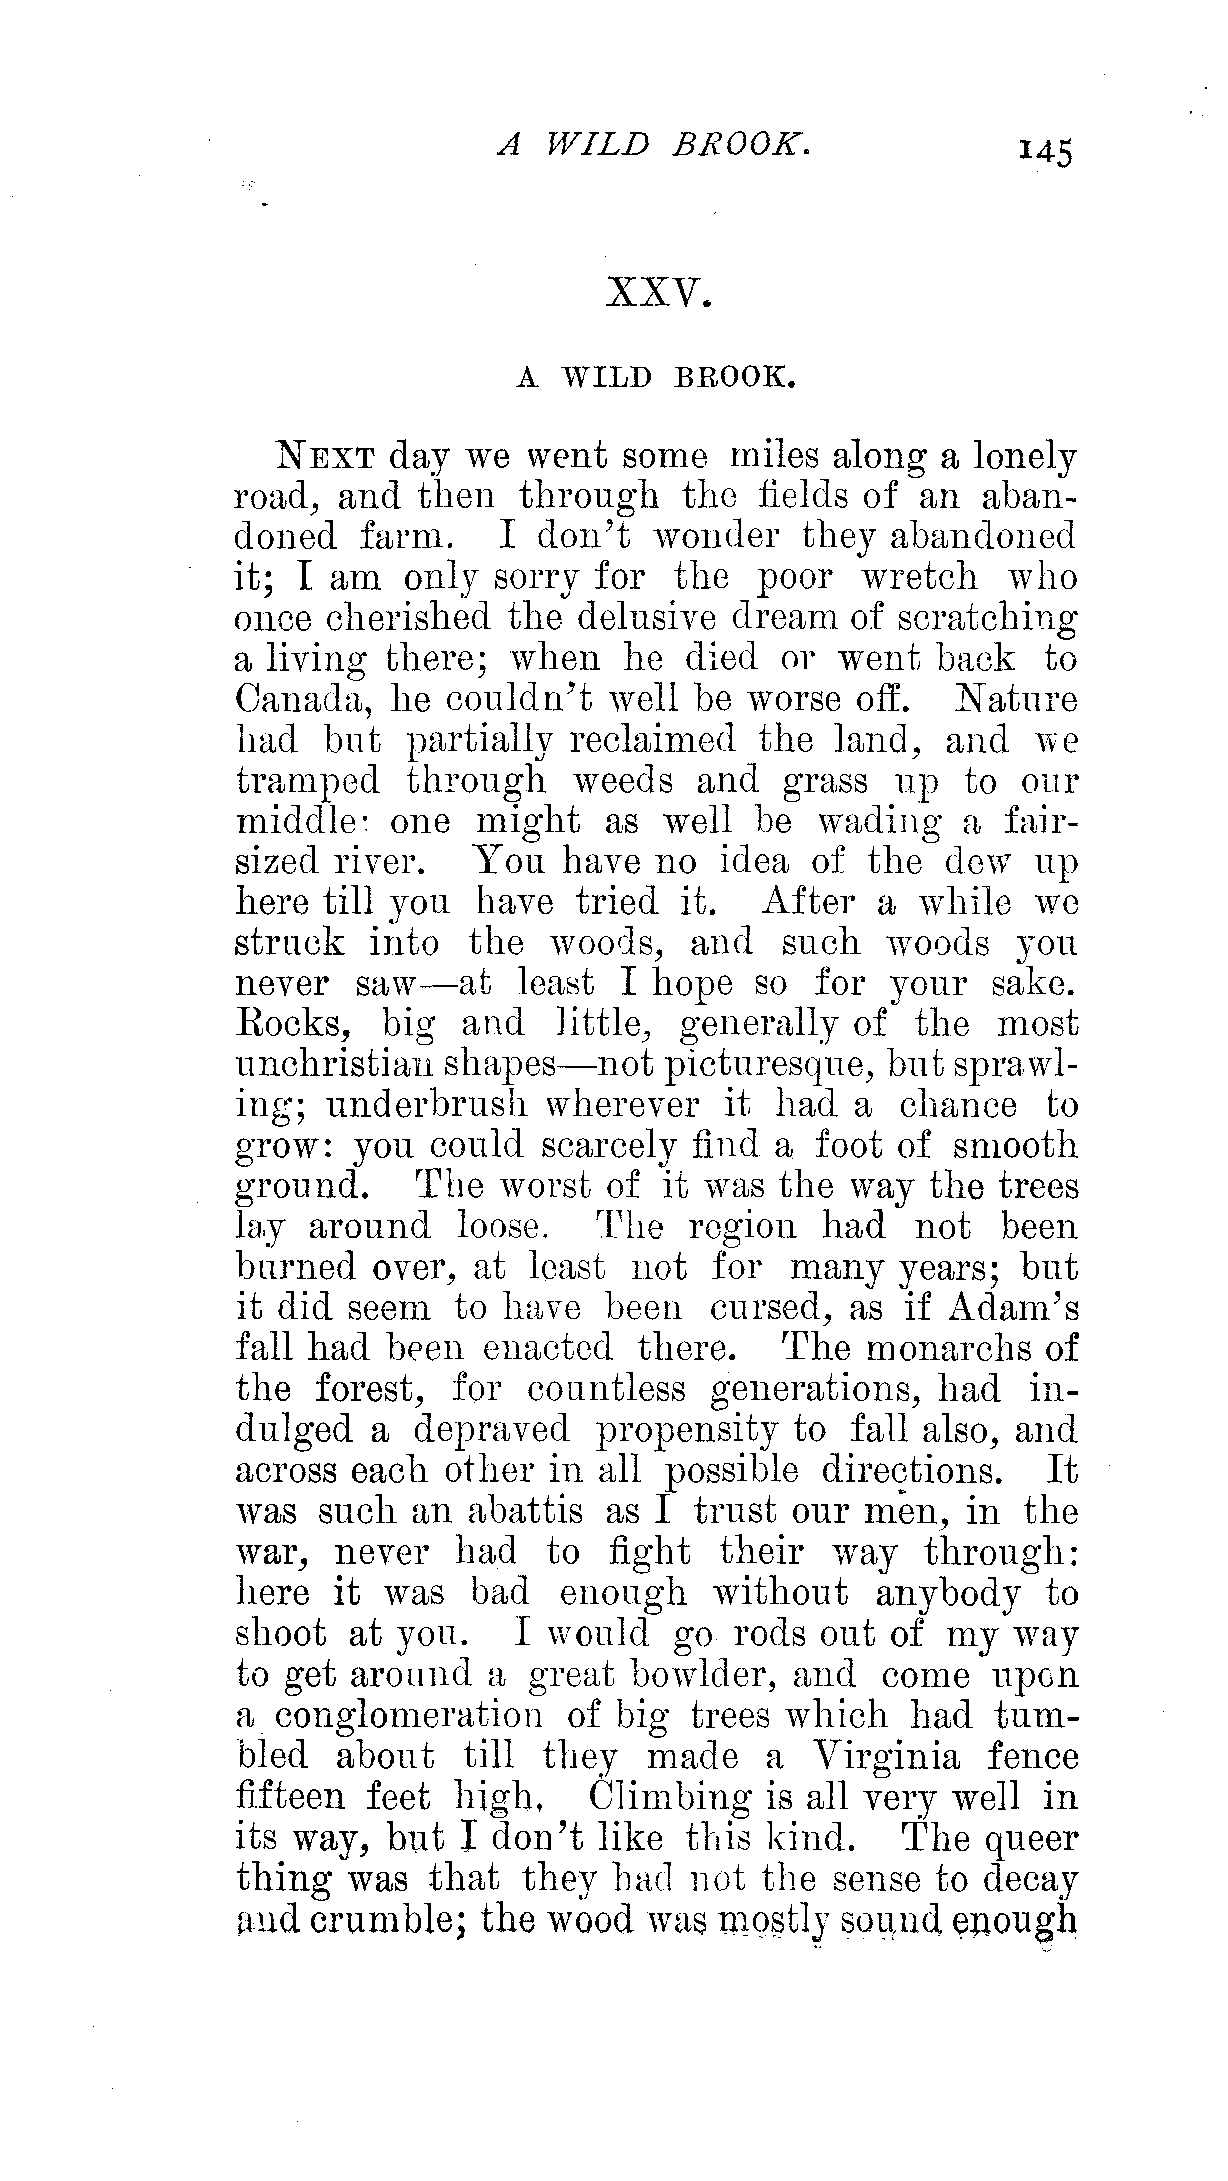 A WILD BROOK. 145
XXV.
A WILD BROOK.
NEXT day we went some miles along a lonely
road, and then through the fields of an aban-
doned farm. I don't wonder they abandoned
it; I am only sorry for the poor wretch who
once cherished the delusive dream of scratching
a living there; when he died or went back to
Canada, he couldn't well be worse off. Nature
had but partially reclaimed the land, and we
tramped through weeds and grass up to our
middle: one might as well be wading a fair-
sized river. You have no idea of the dew up
here till you have tried it. After a while we
struck into the woods, and such woods you
never saw—at least I hope so for your sake.
Rocks, big and little, generally of the most
unchristian shapes—not picturesque, but sprawl-
ing; underbrush wherever it had a chance to
grow: you could scarcely find a foot of smooth
ground. The worst of it was the way the trees
lay around loose. The region had not been
burned over, at least not for many years; but
it did seem to have been cursed, as if Adam's
fall had been enacted there. The monarchs of
the forest, for countless generations, had in-
dulged a depraved propensity to fall also, and
across each other in all possible directions. It
was such an abattis as I trust our men, in the
war, never had to fight their way through:
here it was bad enough without anybody to
shoot at you. I would go rods out of my way
to get around a great bowlder, and come upon
a conglomeration of big trees which had tum-
bled about till they made a Virginia fence
fifteen feet high. Climbing is all very well in
its way, but I don't like this kind. The queer
thing was that they had not the sense to decay
and crumble; the wood was mostly sound enough